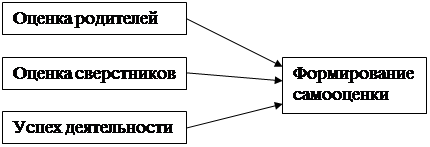 Оценка родителей
Оценка сверстников
Успех деятельности
Формирование
самооценки